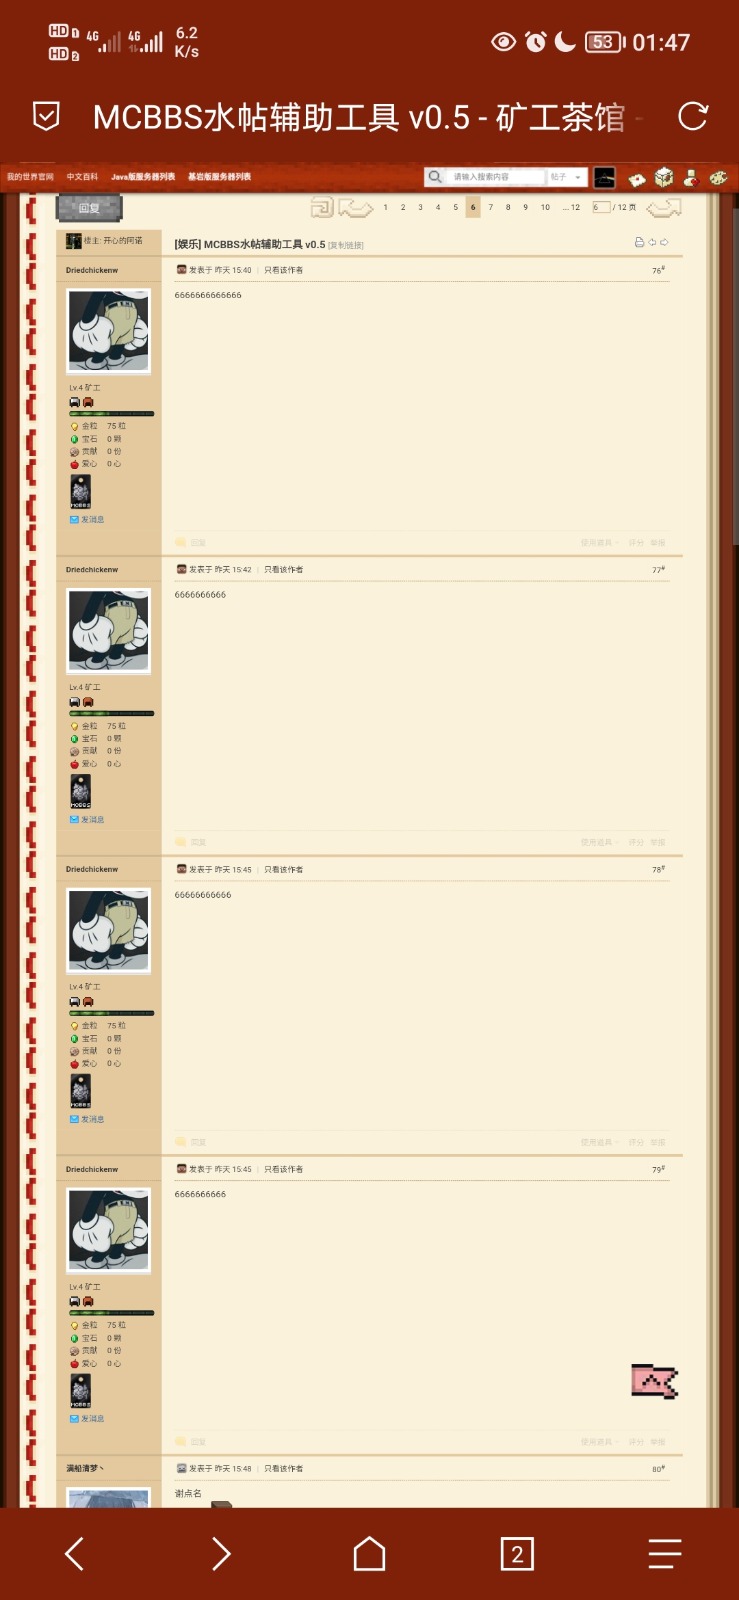 HD 1 4G 4G 6.2 53 01:47
HD 2 K/s
MCBBS水帖辅助工具 v0.5 - 矿工茶馆 -
我的世界官网 中文百科 Java版服务器列表 基岩版服务器列表 请输入搜索内容 帖子
回复 1 2 3 4 5 6 7 8 9 10 ... 12 6 / 12 页
楼主: 开心的阿诺 [娱乐] MCBBS水帖辅助工具 v0.5 [复制链接]
Driedchickenw 发表于 昨天 15:40 | 只看该作者 76#
6666666666666
Lv.4 矿工
金粒 75 粒
宝石 0 颗
贡献 0 份
爱心 0 心
MCBBS
发消息
回复 使用道具 评分 举报
Driedchickenw 发表于 昨天 15:42 | 只看该作者 77#
6666666666
Lv.4 矿工
金粒 75 粒
宝石 0 颗
贡献 0 份
爱心 0 心
MCBBS
发消息
回复 使用道具 评分 举报
Driedchickenw 发表于 昨天 15:45 | 只看该作者 78#
66666666666
Lv.4 矿工
金粒 75 粒
宝石 0 颗
贡献 0 份
爱心 0 心
MCBBS
发消息
回复 使用道具 评分 举报
Driedchickenw 发表于 昨天 15:45 | 只看该作者 79#
6666666666
Lv.4 矿工
金粒 75 粒
宝石 0 颗
贡献 0 份
爱心 0 心
MCBBS
发消息
回复 使用道具 评分 举报
满船清梦丶 发表于 昨天 15:48 | 只看该作者 80#
谢点名
2